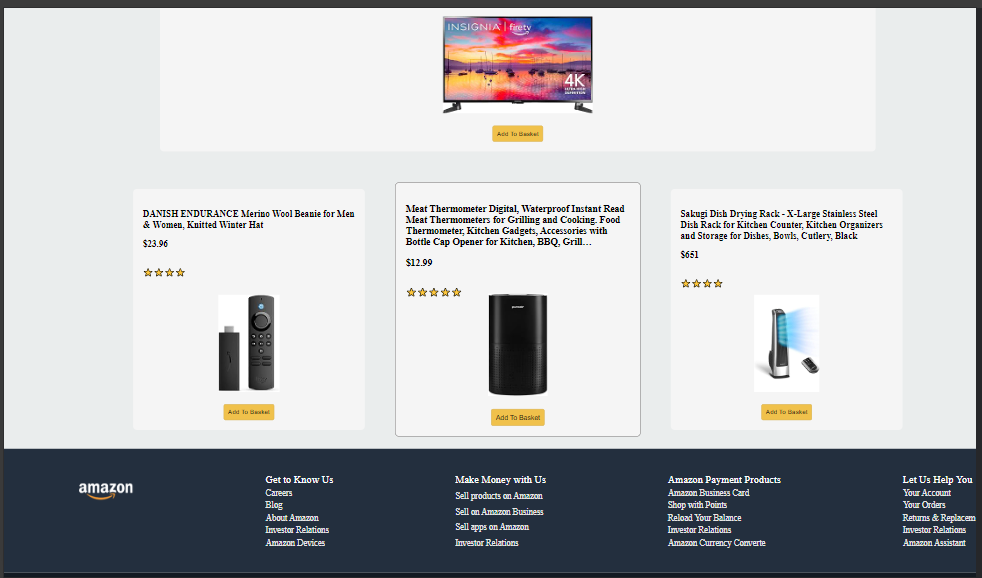 INSIGNIA | firetv
4K
ULTRA HIGH
DEFINITION
Add To Basket
DANISH ENDURANCE Merino Wool Beanie for Men
& Women, Knitted Winter Hat
$23.96
Add To Basket
Meat Thermometer Digital, Waterproof Instant Read
Meat Thermometers for Grilling and Cooking. Food
Thermometer, Kitchen Gadgets, Accessories with
Bottle Cap Opener for Kitchen, BBQ, Grill…
$12.99
Add To Basket
Sakugi Dish Drying Rack - X-Large Stainless Steel
Dish Rack for Kitchen Counter, Kitchen Organizers
and Storage for Dishes, Bowls, Cutlery, Black
$651
Add To Basket
amazon
Get to Know Us
Careers
Blog
About Amazon
Investor Relations
Amazon Devices
Make Money with Us
Sell products on Amazon
Sell on Amazon Business
Sell apps on Amazon
Investor Relations
Amazon Payment Products
Amazon Business Card
Shop with Points
Reload Your Balance
Investor Relations
Amazon Currency Converte
Let Us Help You
Your Account
Your Orders
Returns & Replacem
Investor Relations
Amazon Assistant